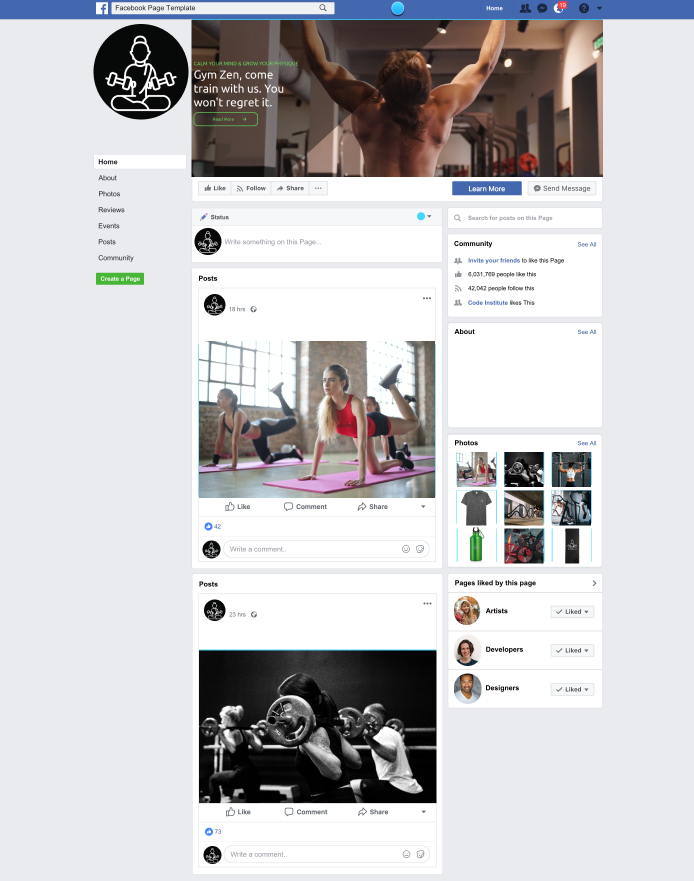 Facebook Page Template
Home
19
CALM YOUR MIND & GROW YOUR PHYSIQUE
Gym Zen, come
train with us. You
won't regret it.
Read More
Home
About
Photos
Reviews
Events
Posts
Community
Create a Page
Like
Follow
Share
Learn More
Send Message
Status
Write something on this Page...
Posts
18 hrs
Like
Comment
Share
42
Write a comment..
Posts
23 hrs
Like
Comment
Share
73
Write a comment..
Search for posts on this Page
Community
See All
Invite your friends to like this Page
6,031,769 people like this
42,042 people follow this
Code Institute likes This
About
See All
Photos
See All
Pages liked by this page
Artists
Liked
Developers
Liked
Designers
Liked